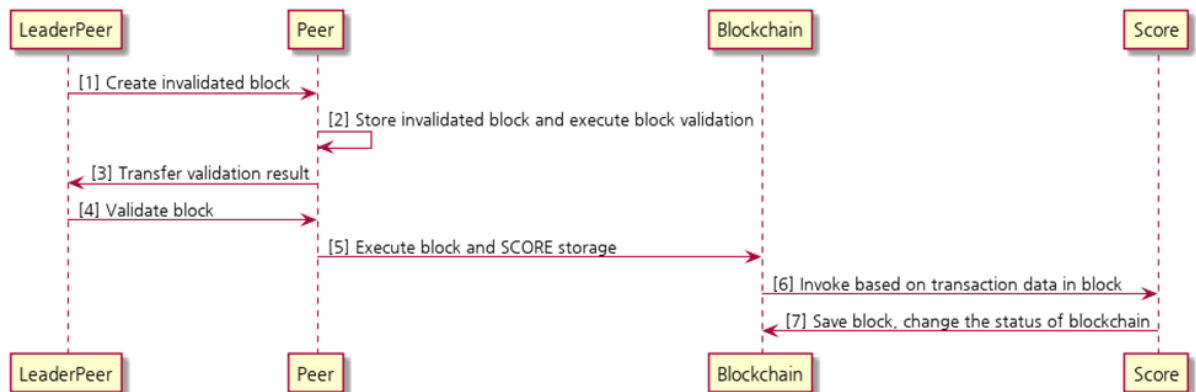 LeaderPeer
Peer
Blockchain
Score
[1] Create invalidated block
[2] Store invalidated block and execute block validation
[3] Transfer validation result
[4] Validate block
[5] Execute block and SCORE storage
[6] Invoke based on transaction data in block
[7] Save block, change the status of blockchain
LeaderPeer
Peer
Blockchain
Score